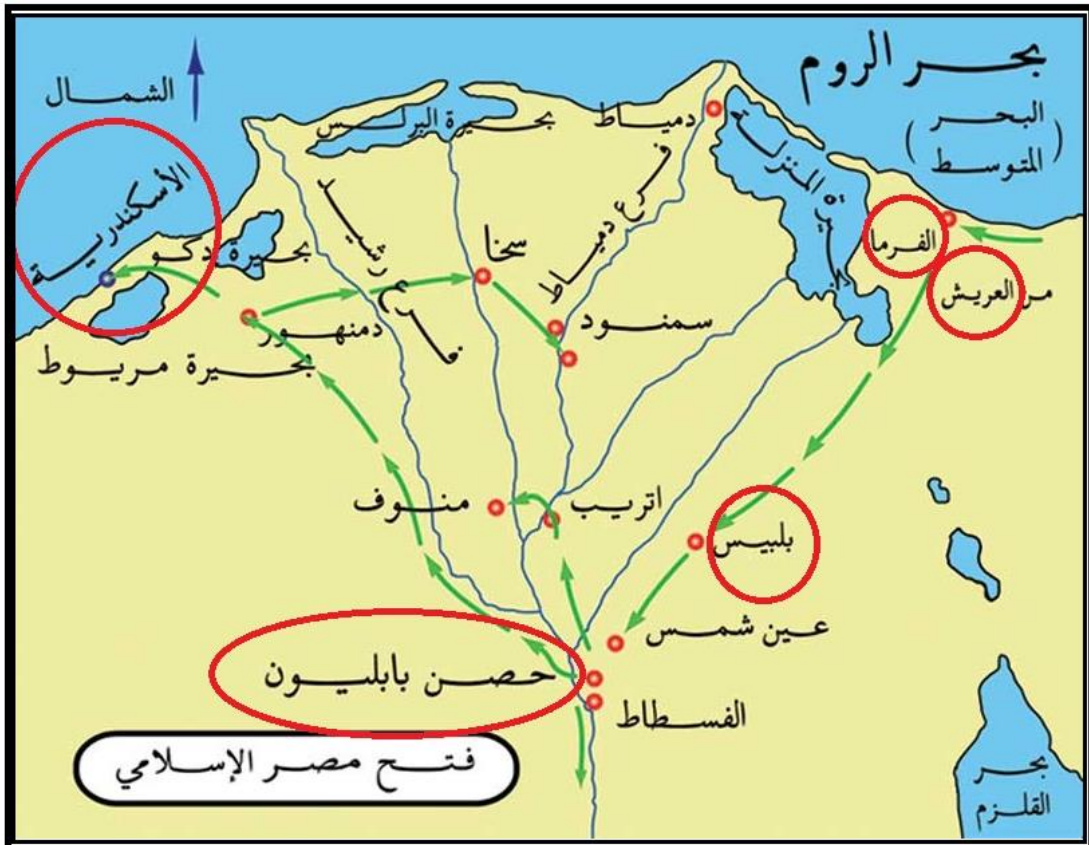 بحر الروم
(البحر
المتوسط)
الشمال
الأسكندرية
بحيرة البرلس
دمياط
بحيرة المنزلة
فرع دمياط
فرع رشيد
الفرما
من العريش
بحيرة دكو
سخا
سمنود
دمنهور
بحيرة مريوط
منوف
اتريب
بلبيس
عين شمس
حصن بابليون
الفسطاط
فتح مصر الإسلامي
بحر
القلزم